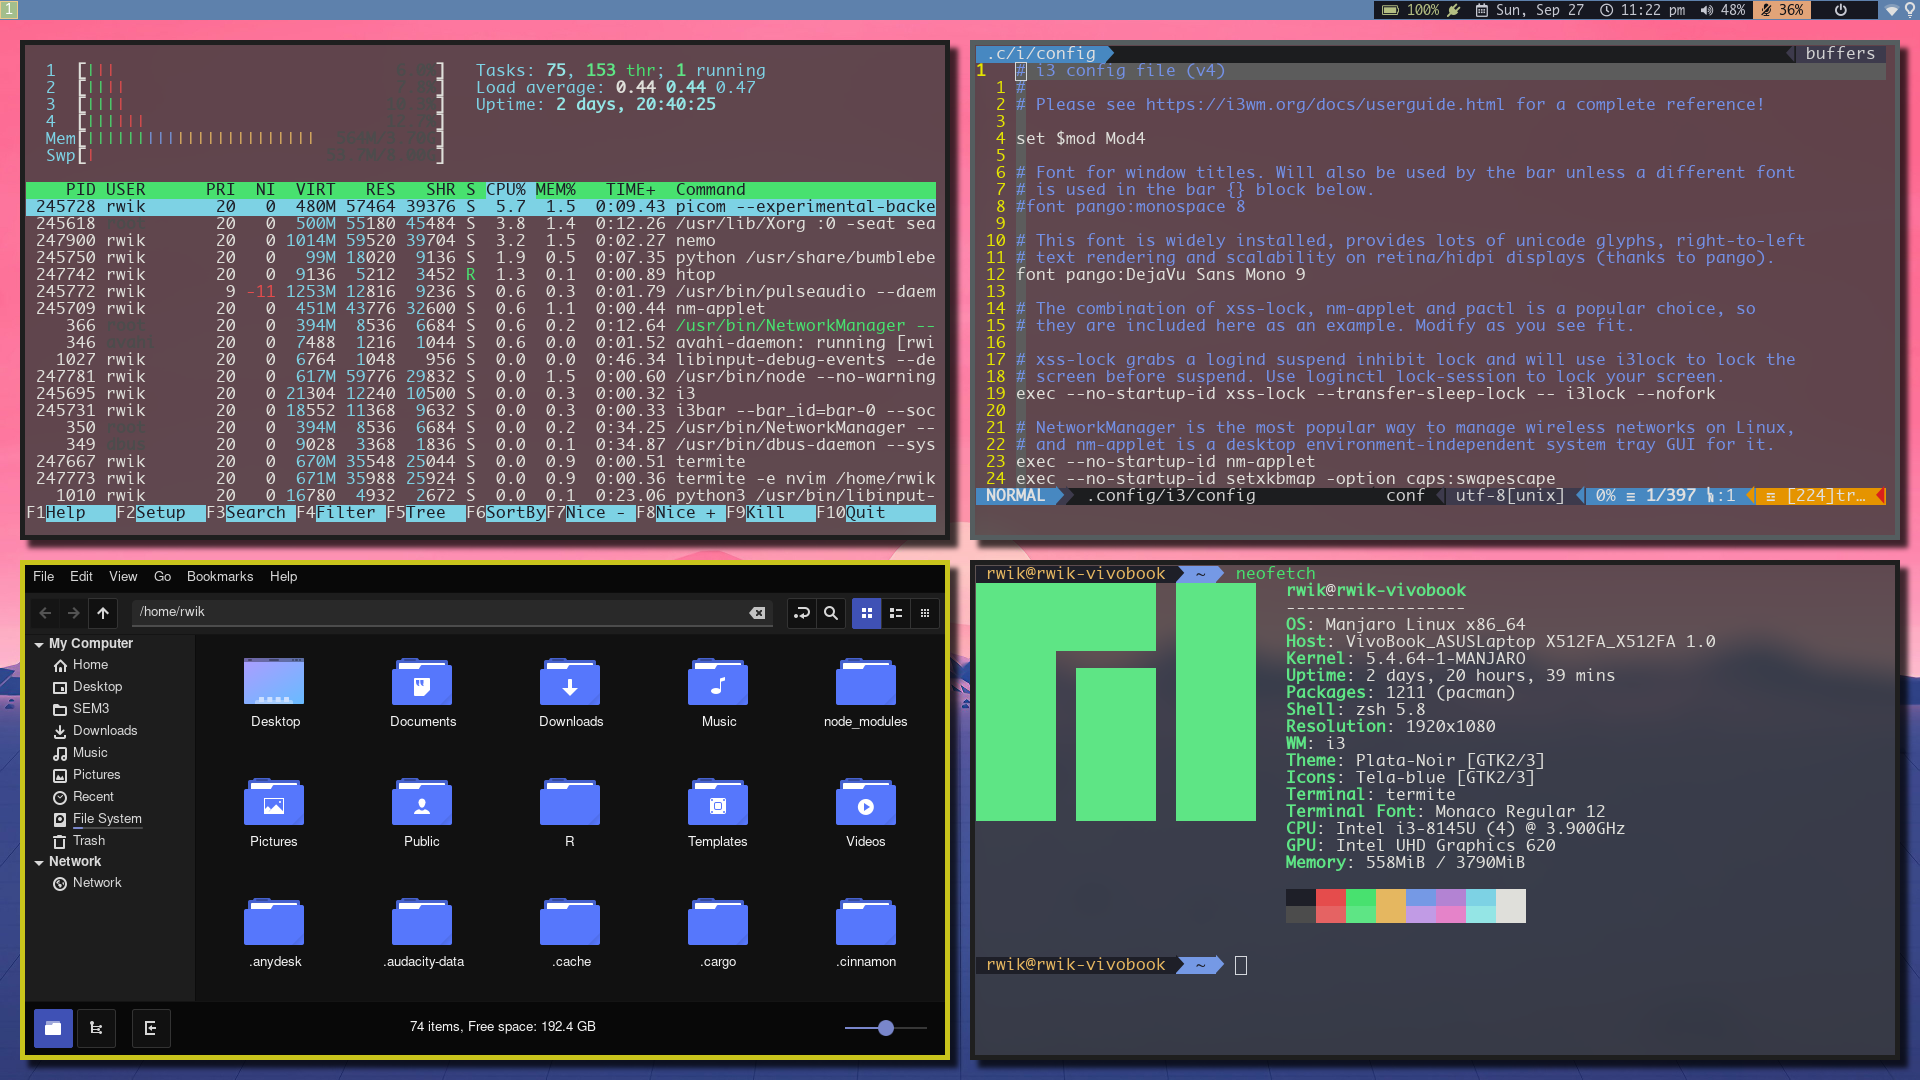 1
100% Sun, Sep 27 11:22 pm 48% 36%
1 [||| ]
2 [|||| ]
3 [|||| ]
4 [|||||| ]
Mem[||||||||||||||||||||||| ]
Swp[| ]
Tasks: 75, 153 thr; 1 running
Load average: 0.44 0.44 0.47
Uptime: 2 days, 20:40:25
PID USER PRI NI VIRT RES SHR S CPU% MEM% TIME+ Command
245728 rwik 20 0 480M 57464 39376 S 5.7 1.5 0:09.43 picom --experimental-backe
245618 20 0 500M 55180 45484 S 3.8 1.4 0:12.26 /usr/lib/Xorg :0 -seat sea
247900 rwik 20 0 1014M 59520 39704 S 3.2 1.5 0:02.27 nemo
245750 rwik 20 0 99M 18020 9136 S 1.9 0.5 0:07.35 python /usr/share/bumblebe
247742 rwik 20 0 9136 5212 3452 R 1.3 0.1 0:00.89 htop
245772 rwik 9 -11 1253M 12816 9236 S 0.6 0.3 0:01.79 /usr/bin/pulseaudio --daem
245709 rwik 20 0 451M 43776 32600 S 0.6 1.1 0:00.44 nm-applet
366 root 20 0 394M 8536 6684 S 0.6 0.2 0:12.64 /usr/bin/NetworkManager --
346 avahi 20 0 7488 1216 1044 S 0.6 0.0 0:01.52 avahi-daemon: running [rwi
1027 rwik 20 0 6764 1048 956 S 0.0 0.0 0:46.34 libinput-debug-events --de
247781 rwik 20 0 617M 59776 29832 S 0.0 1.5 0:00.60 /usr/bin/node --no-warning
245695 rwik 20 0 21304 12240 10500 S 0.0 0.3 0:00.32 i3
245731 rwik 20 0 18552 11368 9632 S 0.0 0.3 0:00.33 i3bar --bar_id=bar-0 --soc
350 root 20 0 394M 8536 6684 S 0.0 0.2 0:34.25 /usr/bin/NetworkManager --
349 dbus 20 0 9028 3368 1836 S 0.0 0.1 0:34.87 /usr/bin/dbus-daemon --sys
247667 rwik 20 0 670M 35548 25044 S 0.0 0.9 0:00.51 termite
247773 rwik 20 0 671M 35988 25924 S 0.0 0.9 0:00.36 termite -e nvim /home/rwik
1010 rwik 20 0 16780 4932 2672 S 0.0 0.1 0:23.06 python3 /usr/bin/libinput-
F1Help F2Setup F3Search F4Filter F5Tree F6SortByF7Nice - F8Nice + F9Kill F10Quit
.c/i/config buffers
1 # i3 config file (v4)
1 #
2 # Please see https://i3wm.org/docs/userguide.html for a complete reference!
3
4 set $mod Mod4
5
6 # Font for window titles. Will also be used by the bar unless a different font
7 # is used in the bar {} block below.
8 #font pango:monospace 8
9
10 # This font is widely installed, provides lots of unicode glyphs, right-to-left
11 # text rendering and scalability on retina/hidpi displays (thanks to pango).
12 font pango:DejaVu Sans Mono 9
13
14 # The combination of xss-lock, nm-applet and pactl is a popular choice, so
15 # they are included here as an example. Modify as you see fit.
16
17 # xss-lock grabs a logind suspend inhibit lock and will use i3lock to lock the
18 # screen before suspend. Use loginctl lock-session to lock your screen.
19 exec --no-startup-id xss-lock --transfer-sleep-lock -- i3lock --nofork
20
21 # NetworkManager is the most popular way to manage wireless networks on Linux,
22 # and nm-applet is a desktop environment-independent system tray GUI for it.
23 exec --no-startup-id nm-applet
24 exec --no-startup-id setxkbmap -option caps:swapescape
NORMAL .config/i3/config conf utf-8[unix] 0% ≡ 1/397 :1 [224]tr…
File Edit View Go Bookmarks Help
/home/rwik
My Computer
Home
Desktop
SEM3
Downloads
Music
Pictures
Recent
File System
Trash
Network
Network
Desktop Documents Downloads Music node_modules
Pictures Public R Templates Videos
.anydesk .audacity-data .cache .cargo .cinnamon
74 items, Free space: 192.4 GB
rwik@rwik-vivobook ~ neofetch
rwik@rwik-vivobook
------------------
OS: Manjaro Linux x86_64
Host: VivoBook_ASUSLaptop X512FA_X512FA 1.0
Kernel: 5.4.64-1-MANJARO
Uptime: 2 days, 20 hours, 39 mins
Packages: 1211 (pacman)
Shell: zsh 5.8
Resolution: 1920x1080
WM: i3
Theme: Plata-Noir [GTK2/3]
Icons: Tela-blue [GTK2/3]
Terminal: termite
Terminal Font: Monaco Regular 12
CPU: Intel i3-8145U (4) @ 3.900GHz
GPU: Intel UHD Graphics 620
Memory: 558MiB / 3790MiB
rwik@rwik-vivobook ~